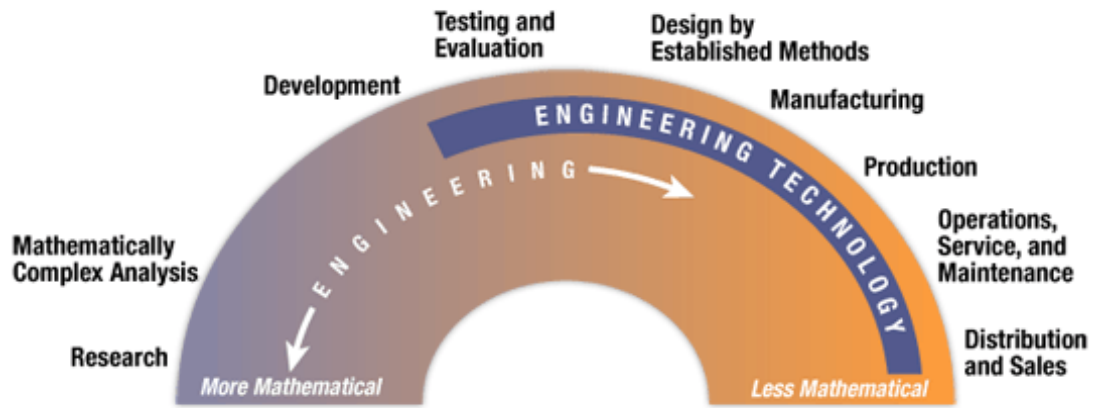 Testing and
Evaluation
Design by
Established Methods
Development
Manufacturing
ENGINEERING TECHNOLOGY
ENGINEERING
Production
Mathematically
Complex Analysis
Operations,
Service, and
Maintenance
Research
Distribution
and Sales
More Mathematical
Less Mathematical